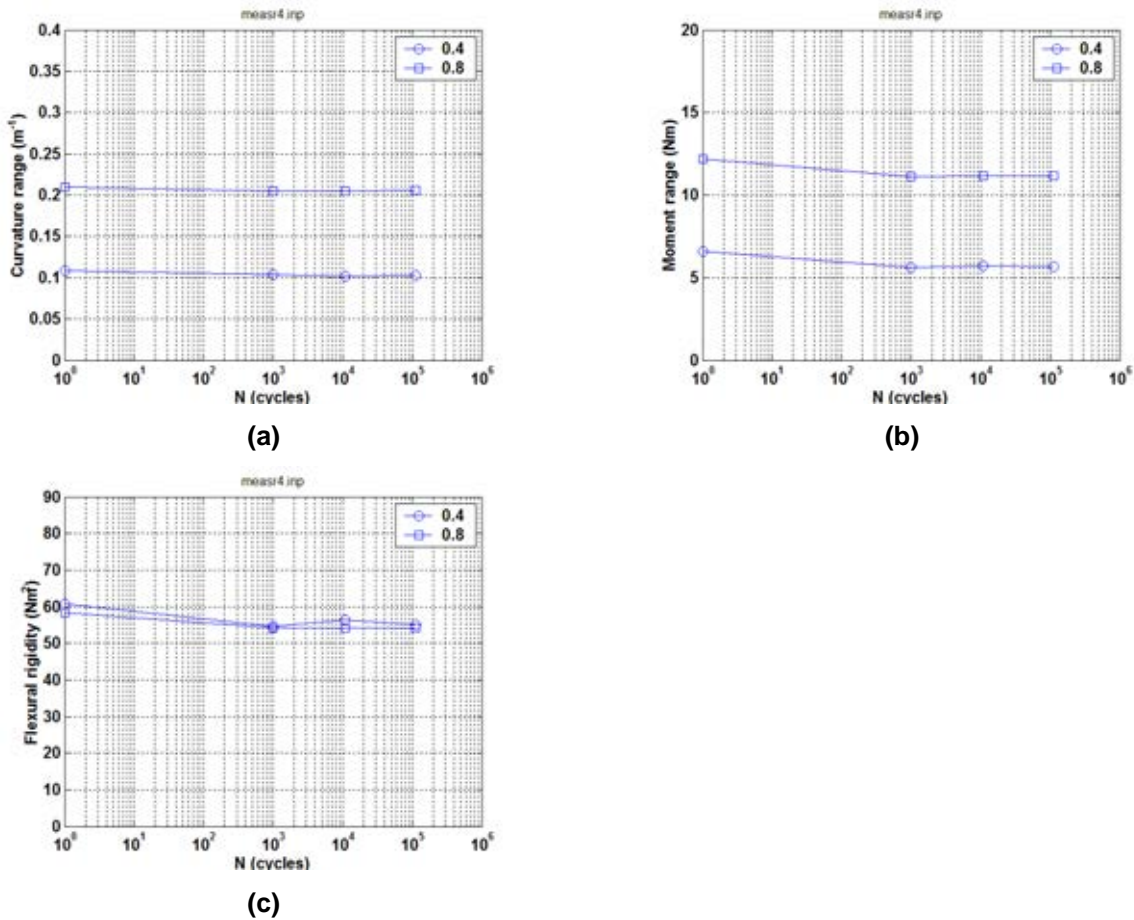 measr4.inp
0.4
0.8
0.4
0.35
0.3
0.25
0.2
0.15
0.1
0.05
0
Curvature range (m⁻¹)
10⁰ 10¹ 10² 10³ 10⁴ 10⁵ 10⁶
N (cycles)
(a)
measr4.inp
0.4
0.8
20
15
10
5
0
Moment range (Nm)
10⁰ 10¹ 10² 10³ 10⁴ 10⁵ 10⁶
N (cycles)
(b)
measr4.inp
0.4
0.8
90
80
70
60
50
40
30
20
10
0
Flexural rigidity (Nm²)
10⁰ 10¹ 10² 10³ 10⁴ 10⁵ 10⁶
N (cycles)
(c)